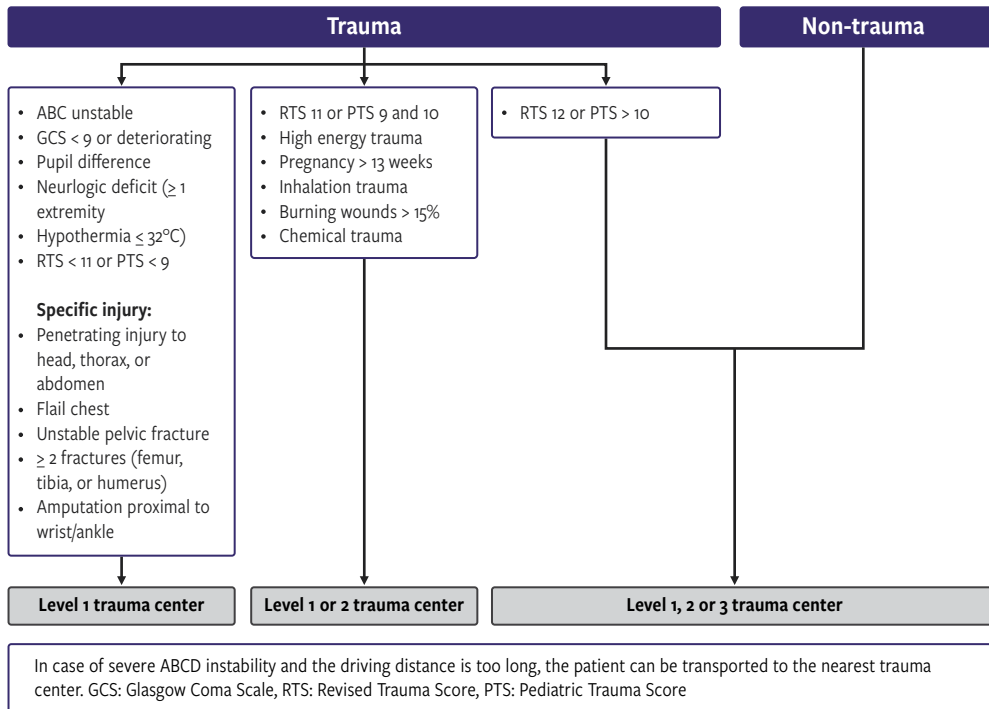 Trauma
Non-trauma
• ABC unstable
• GCS < 9 or deteriorating
• Pupil difference
• Neurlogic deficit (≥ 1
extremity
• Hypothermia ≤ 32°C)
• RTS < 11 or PTS < 9
Specific injury:
• Penetrating injury to
head, thorax, or
abdomen
• Flail chest
• Unstable pelvic fracture
• ≥ 2 fractures (femur,
tibia, or humerus)
• Amputation proximal to
wrist/ankle
• RTS 11 or PTS 9 and 10
• High energy trauma
• Pregnancy > 13 weeks
• Inhalation trauma
• Burning wounds > 15%
• Chemical trauma
• RTS 12 or PTS > 10
Level 1 trauma center
Level 1 or 2 trauma center
Level 1, 2 or 3 trauma center
In case of severe ABCD instability and the driving distance is too long, the patient can be transported to the nearest trauma
center. GCS: Glasgow Coma Scale, RTS: Revised Trauma Score, PTS: Pediatric Trauma Score